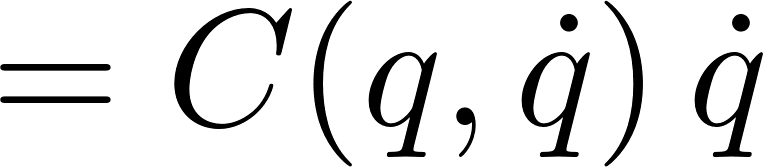 = C(q, q̇) q̇